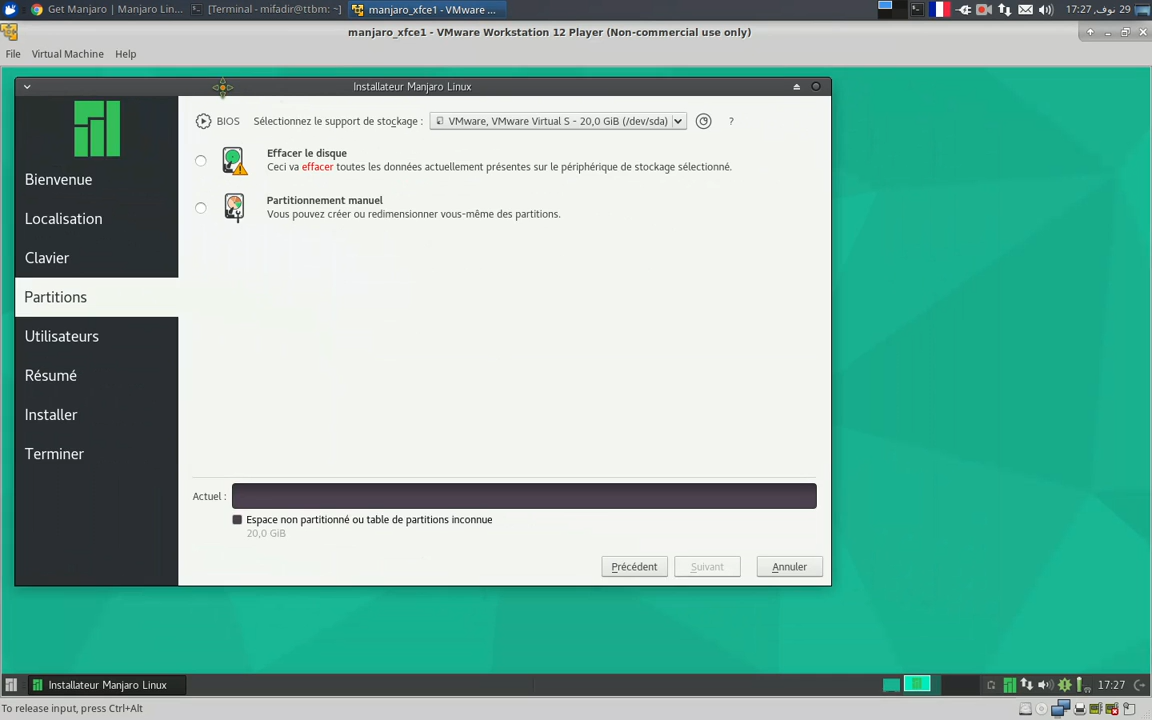 Get Manjaro | Manjaro Lin...
[Terminal - mifadir@ttbm: ~]
manjaro_xfce1 - VMware ...
29 نوف, 17:27
manjaro_xfce1 - VMware Workstation 12 Player (Non-commercial use only)
File Virtual Machine Help
Installateur Manjaro Linux
BIOS Sélectionnez le support de stockage : VMware, VMware Virtual S - 20,0 GiB (/dev/sda) ?
Effacer le disque
Ceci va effacer toutes les données actuellement présentes sur le périphérique de stockage sélectionné.
Partitionnement manuel
Vous pouvez créer ou redimensionner vous-même des partitions.
Bienvenue
Localisation
Clavier
Partitions
Utilisateurs
Résumé
Installer
Terminer
Actuel :
Espace non partitionné ou table de partitions inconnue
20,0 GiB
Précédent Suivant Annuler
Installateur Manjaro Linux
17:27
To release input, press Ctrl+Alt